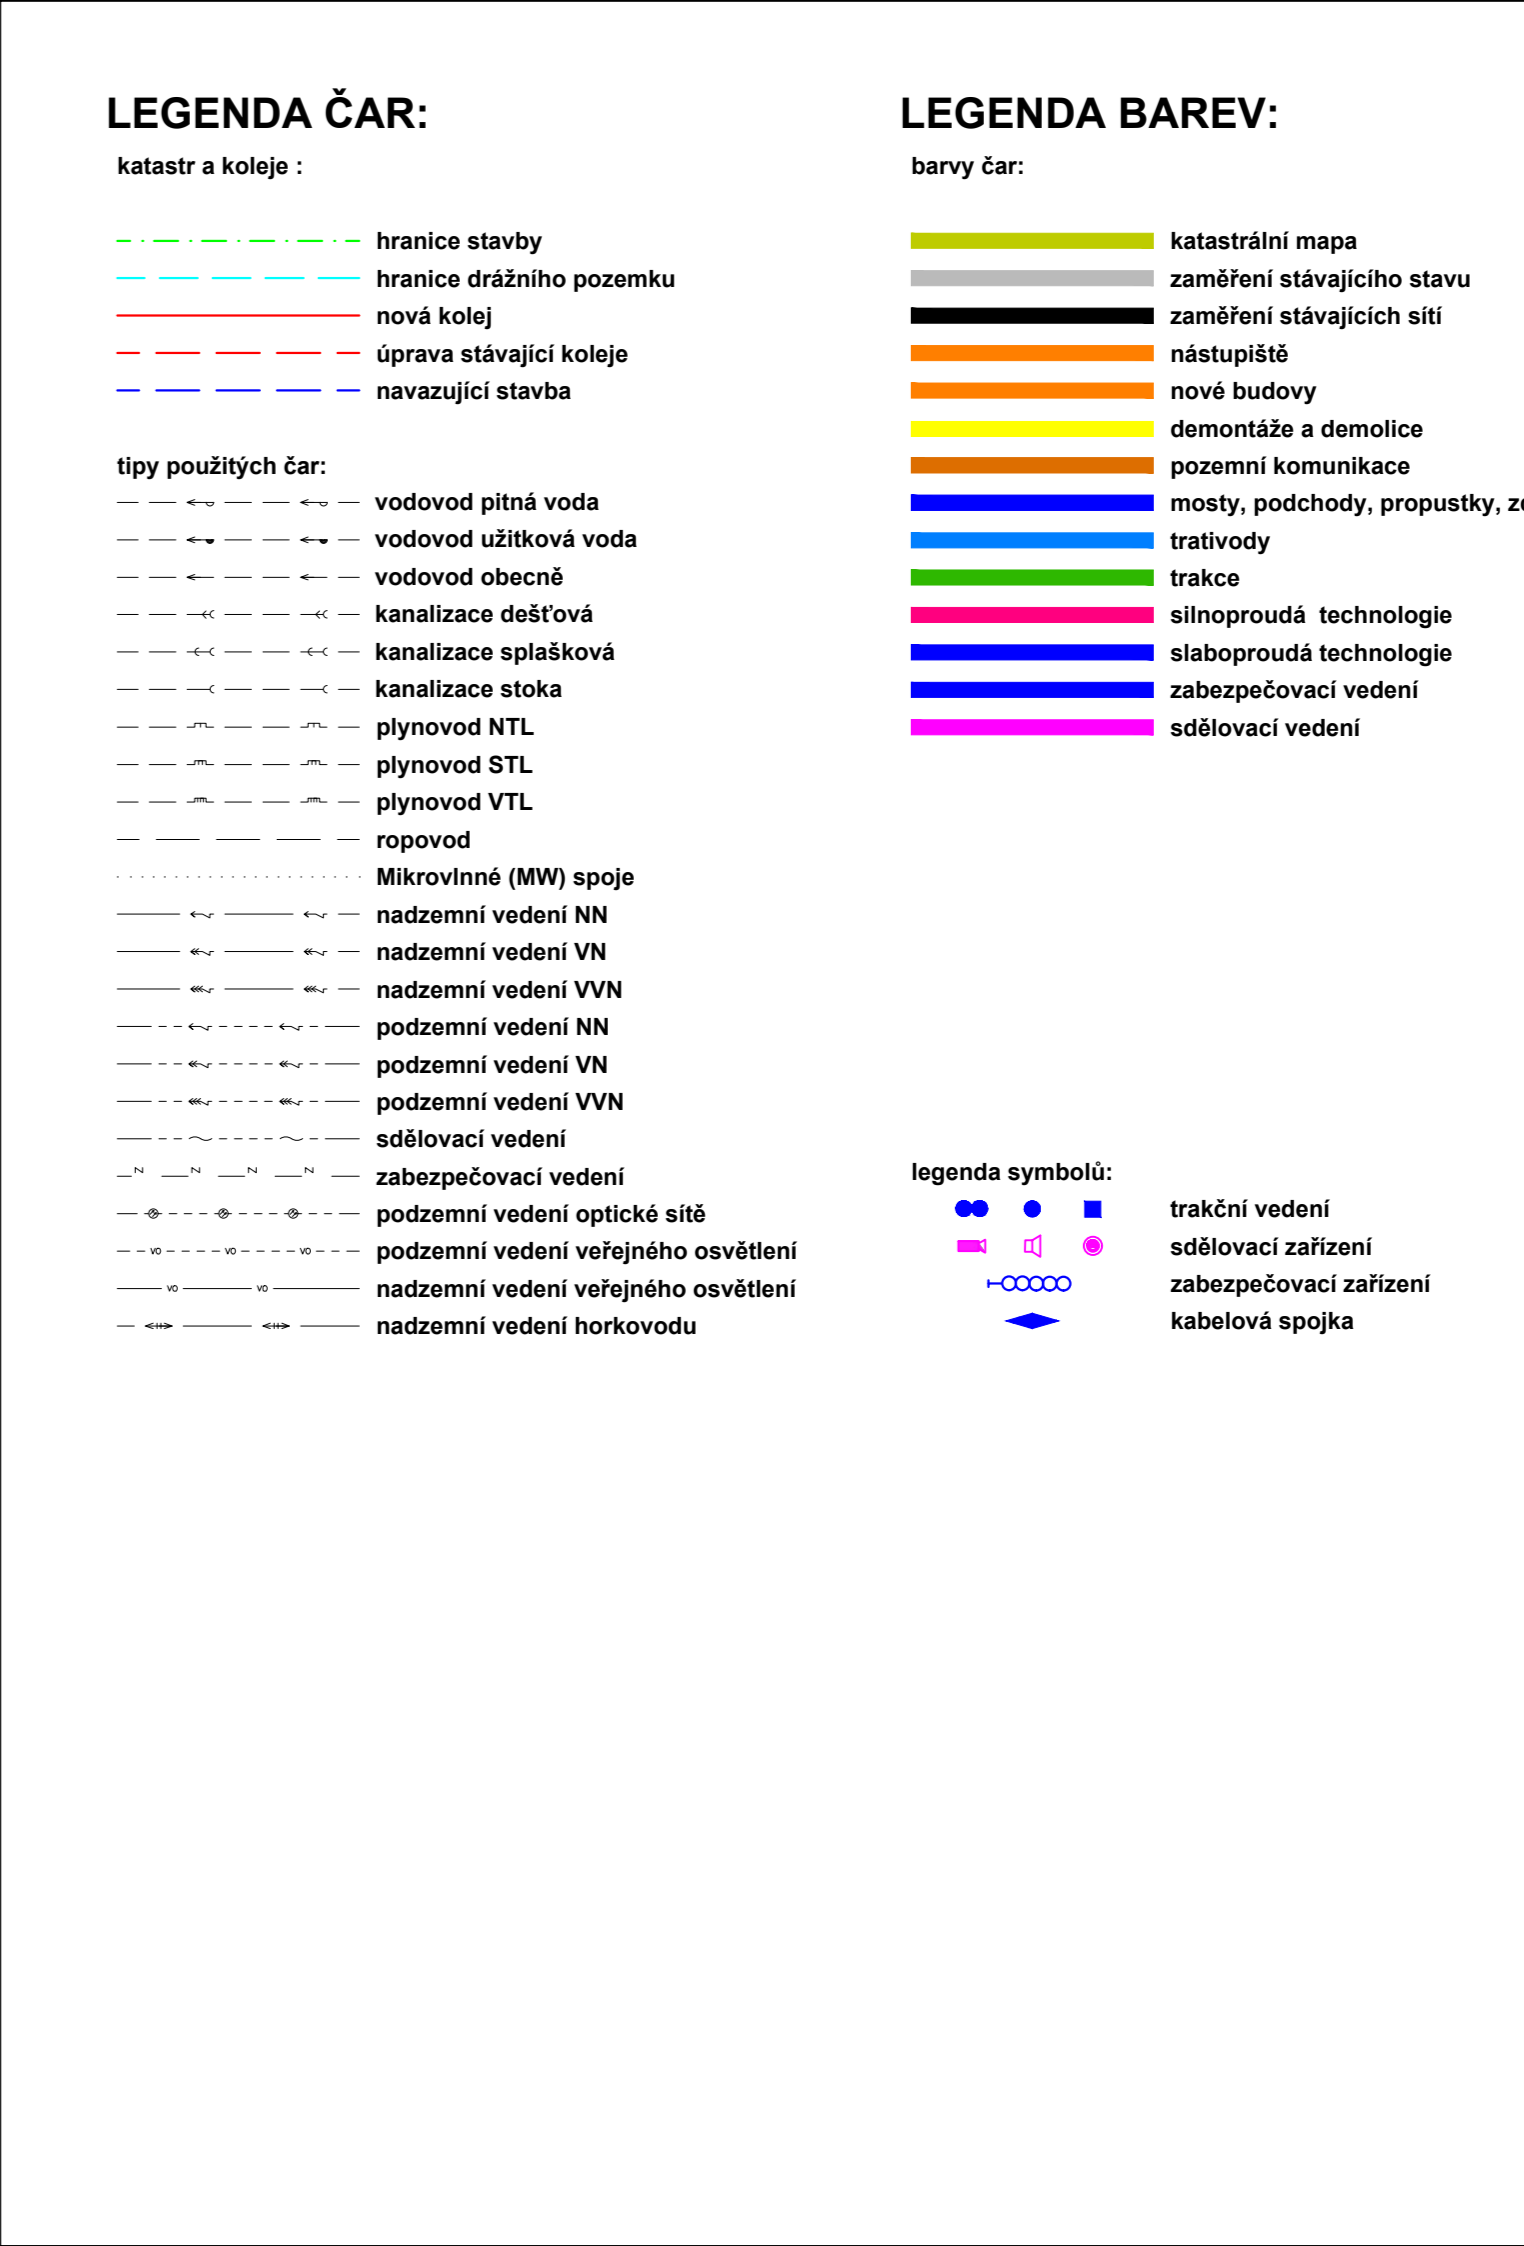 LEGENDA ČAR:
katastr a koleje :
hranice stavby
hranice drážního pozemku
nová kolej
úprava stávající koleje
navazující stavba
tipy použitých čar:
vodovod pitná voda
vodovod užitková voda
vodovod obecně
kanalizace dešťová
kanalizace splašková
kanalizace stoka
plynovod NTL
plynovod STL
plynovod VTL
ropovod
Mikrovlnné (MW) spoje
nadzemní vedení NN
nadzemní vedení VN
nadzemní vedení VVN
podzemní vedení NN
podzemní vedení VN
podzemní vedení VVN
sdělovací vedení
Z Z Z Z zabezpečovací vedení
podzemní vedení optické sítě
VO VO VO podzemní vedení veřejného osvětlení
VO VO nadzemní vedení veřejného osvětlení
nadzemní vedení horkovodu
LEGENDA BAREV:
barvy čar:
katastrální mapa
zaměření stávajícího stavu
zaměření stávajících sítí
nástupiště
nové budovy
demontáže a demolice
pozemní komunikace
mosty, podchody, propustky,
trativody
trakce
silnoproudá technologie
slaboproudá technologie
zabezpečovací vedení
sdělovací vedení
legenda symbolů:
trakční vedení
sdělovací zařízení
zabezpečovací zařízení
kabelová spojka